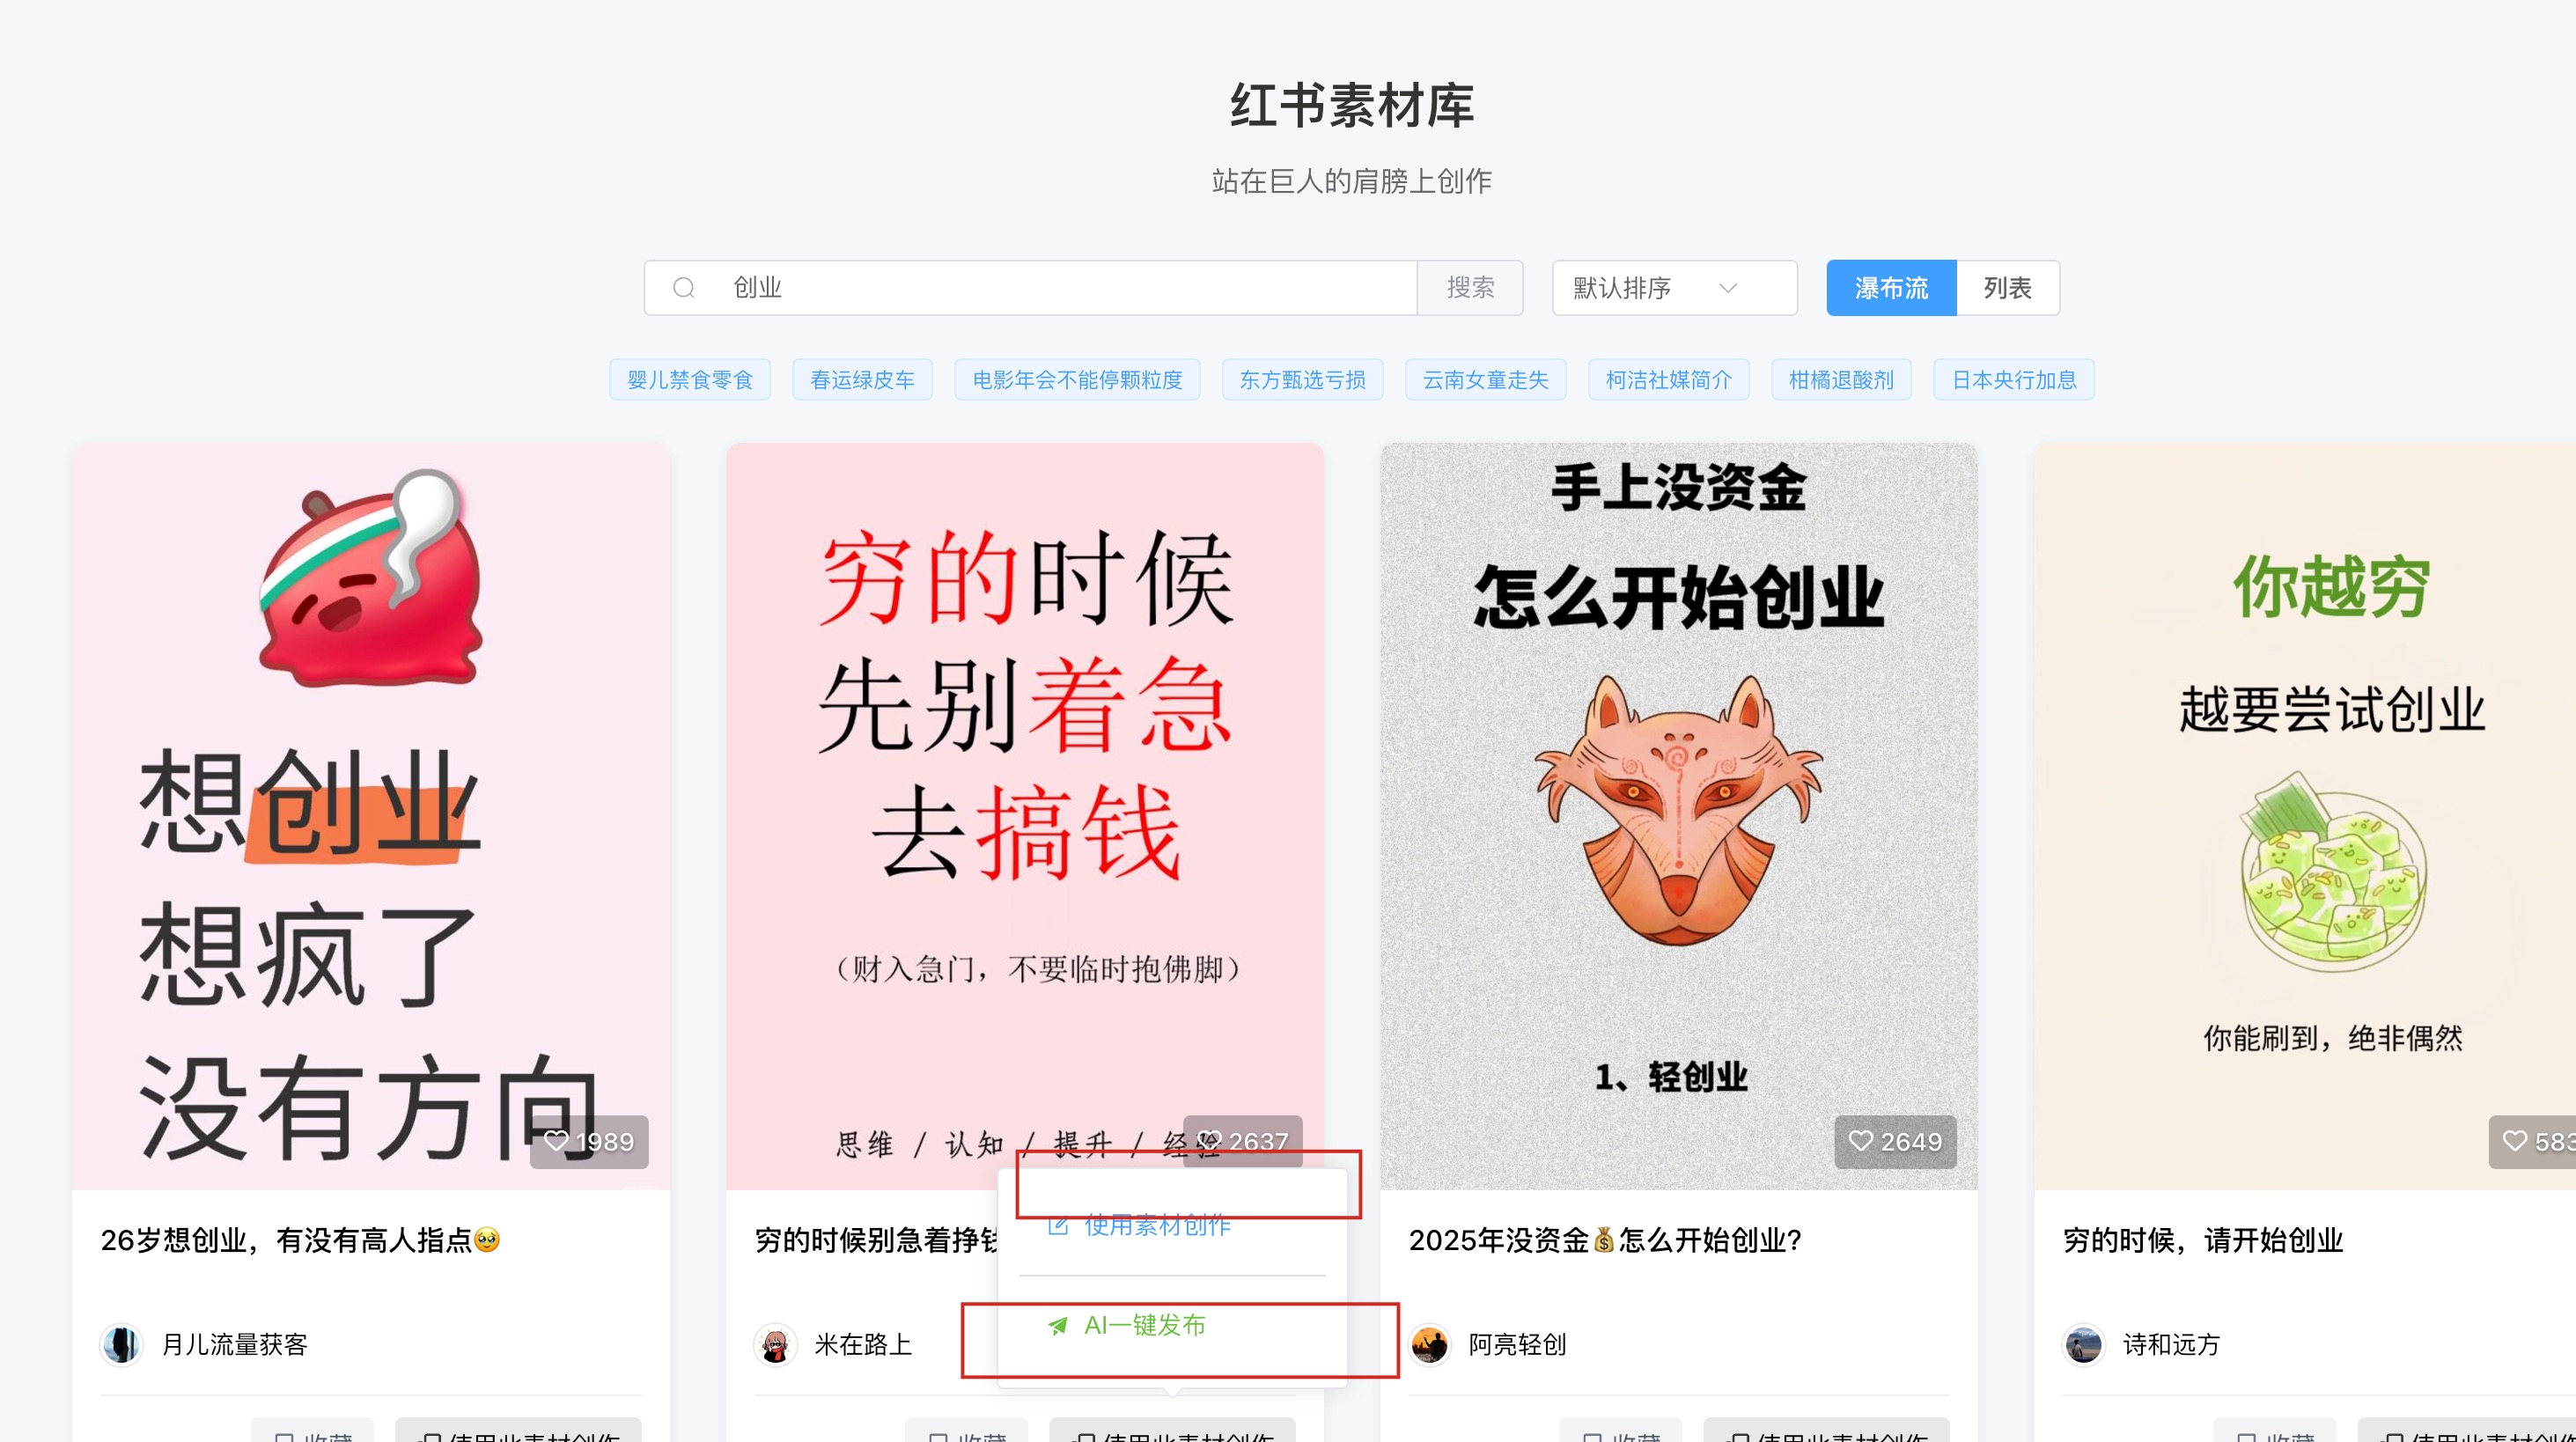 红书素材库
站在巨人的肩膀上创作
创业
搜索
默认排序
瀑布流
列表
婴儿禁食零食
春运绿皮车
电影年会不能停颗粒度
东方甄选亏损
云南女童走失
柯洁社媒简介
柑橘退酸剂
日本央行加息
想创业
想疯了
没有方向
1989
26岁想创业，有没有高人指点🥹
月儿流量获客
收藏
使用此素材创作
穷的时候
先别着急
去搞钱
（财入急门，不要临时抱佛脚）
思维 / 认知 / 提升 / 经验
2637
穷的时候别急着挣钱
使用素材创作
AI一键发布
米在路上
收藏
使用此素材创作
手上没资金
怎么开始创业
1、轻创业
2649
2025年没资金💰怎么开始创业?
阿亮轻创
收藏
使用此素材创作
你越穷
越要尝试创业
你能刷到，绝非偶然
583
穷的时候，请开始创业
诗和远方
收藏
使用此素材创作